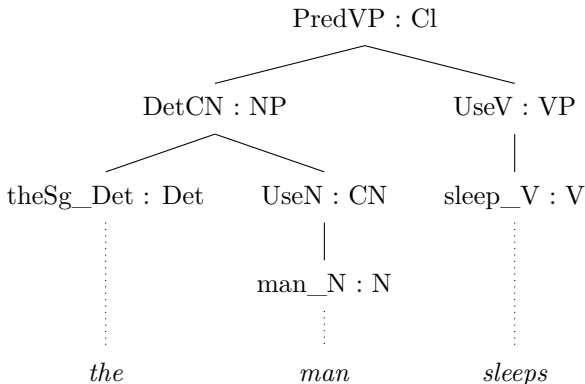 PredVP : Cl
DetCN : NP UseV : VP
theSg_Det : Det UseN : CN sleep_V : V
man_N : N
the man sleeps